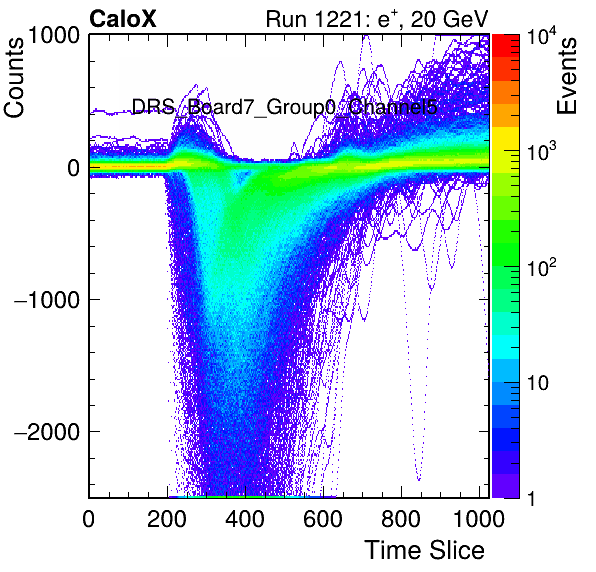 CaloX Run 1221: e+, 20 GeV
DRS_Board7_Group0_Channel5
Counts
Events
1000
0
−1000
−2000
0 200 400 600 800 1000
Time Slice
10^4
10^3
10^2
10
1